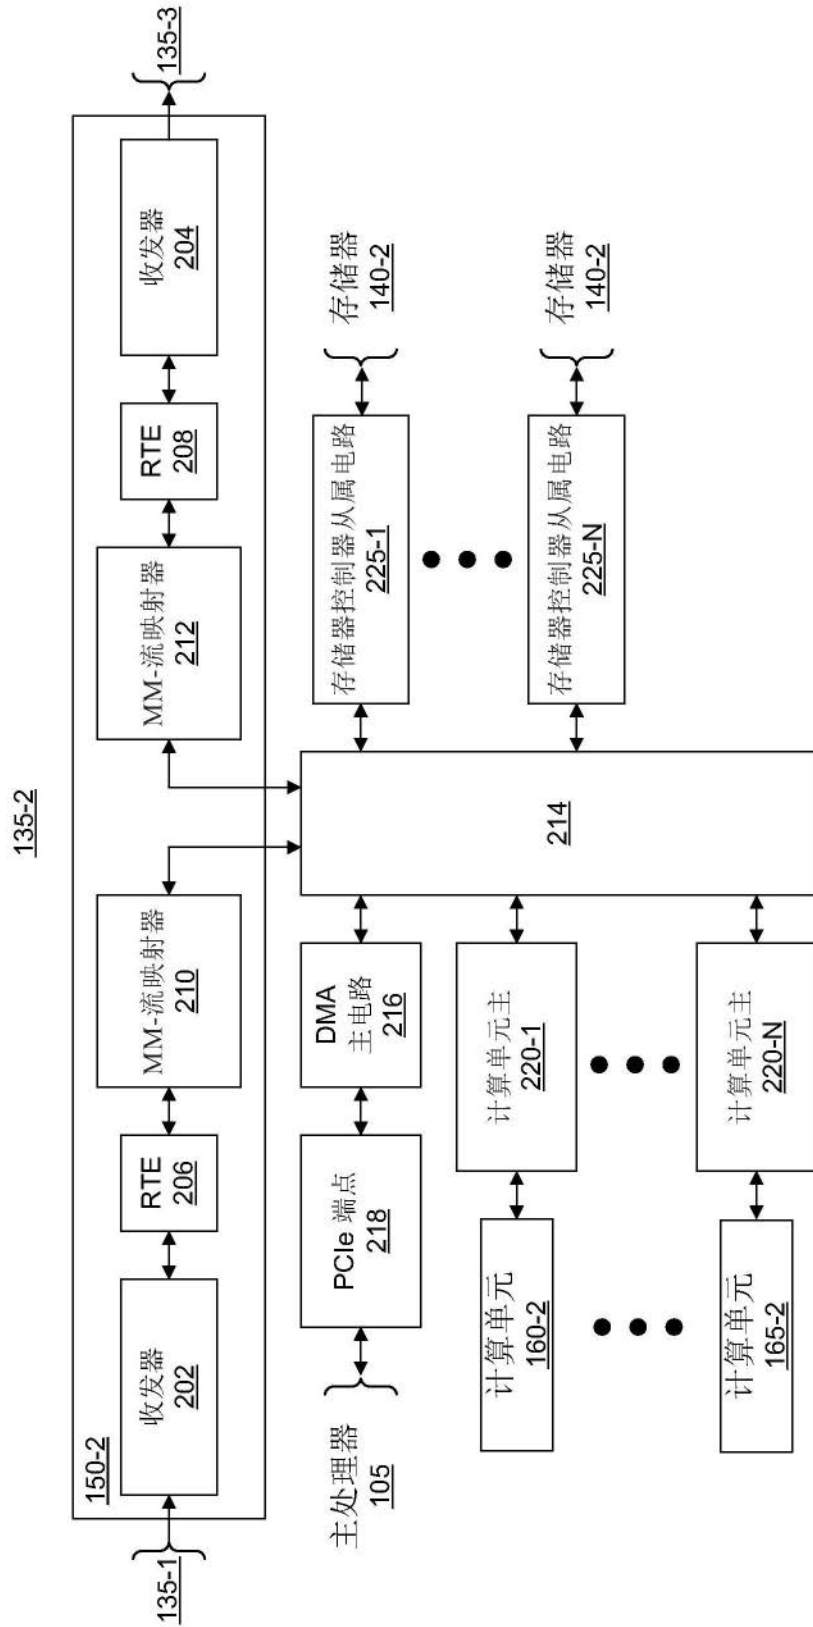 135-2
150-2
135-1
收发器
202
RTE
206
MM-流映射器
210
MM-流映射器
212
RTE
208
收发器
204
135-3
主处理器
105
PCIe 端点
218
DMA
主电路
216
214
存储器控制器从属电路
225-1
存储器
140-2
计算单元
160-2
计算单元主
220-1
存储器控制器从属电路
225-N
存储器
140-2
计算单元
165-2
计算单元主
220-N